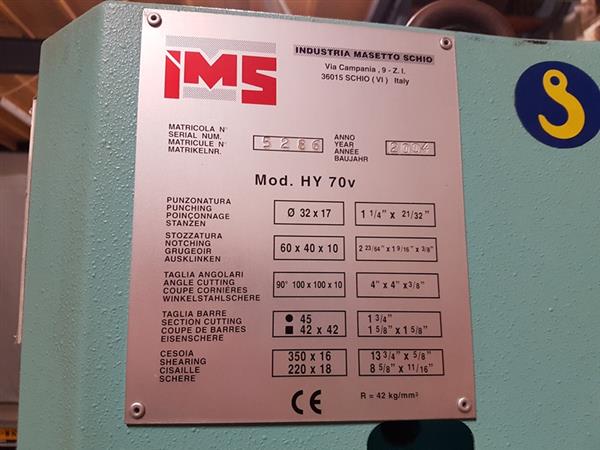 IMS
INDUSTRIA MASETTO SCHIO
Via Campania , 9 - Z. I.
36015 SCHIO ( VI ) Italy
MATRICOLA N°
SERIAL NUM.
MATRICULE N°
MATRIKELNR.
5286
ANNO
YEAR
ANNÉE
BAUJAHR
2004
Mod. HY 70v
PUNZONATURA
PUNCHING
POINÇONNAGE
STANZEN
Ø 32 x 17
1 1/4" x 21/32"
STOZZATURA
NOTCHING
GRUGEOIR
AUSKLINKEN
60 x 40 x 10
2 23/64" x 1 9/16" x 3/8"
TAGLIA ANGOLARI
ANGLE CUTTING
COUPE CORNIÈRES
WINKELSTAHLSCHERE
90° 100 x 100 x 10
4" x 4" x 3/8"
TAGLIA BARRE
SECTION CUTTING
COUPE DE BARRES
EISENSCHERE
● 45
■ 42 x 42
1 3/4"
1 5/8" x 1 5/8"
CESOIA
SHEARING
CISAILLE
SCHERE
350 x 16
220 x 18
13 3/4" x 5/8"
8 5/8" x 11/16"
CE
R = 42 kg/mm²